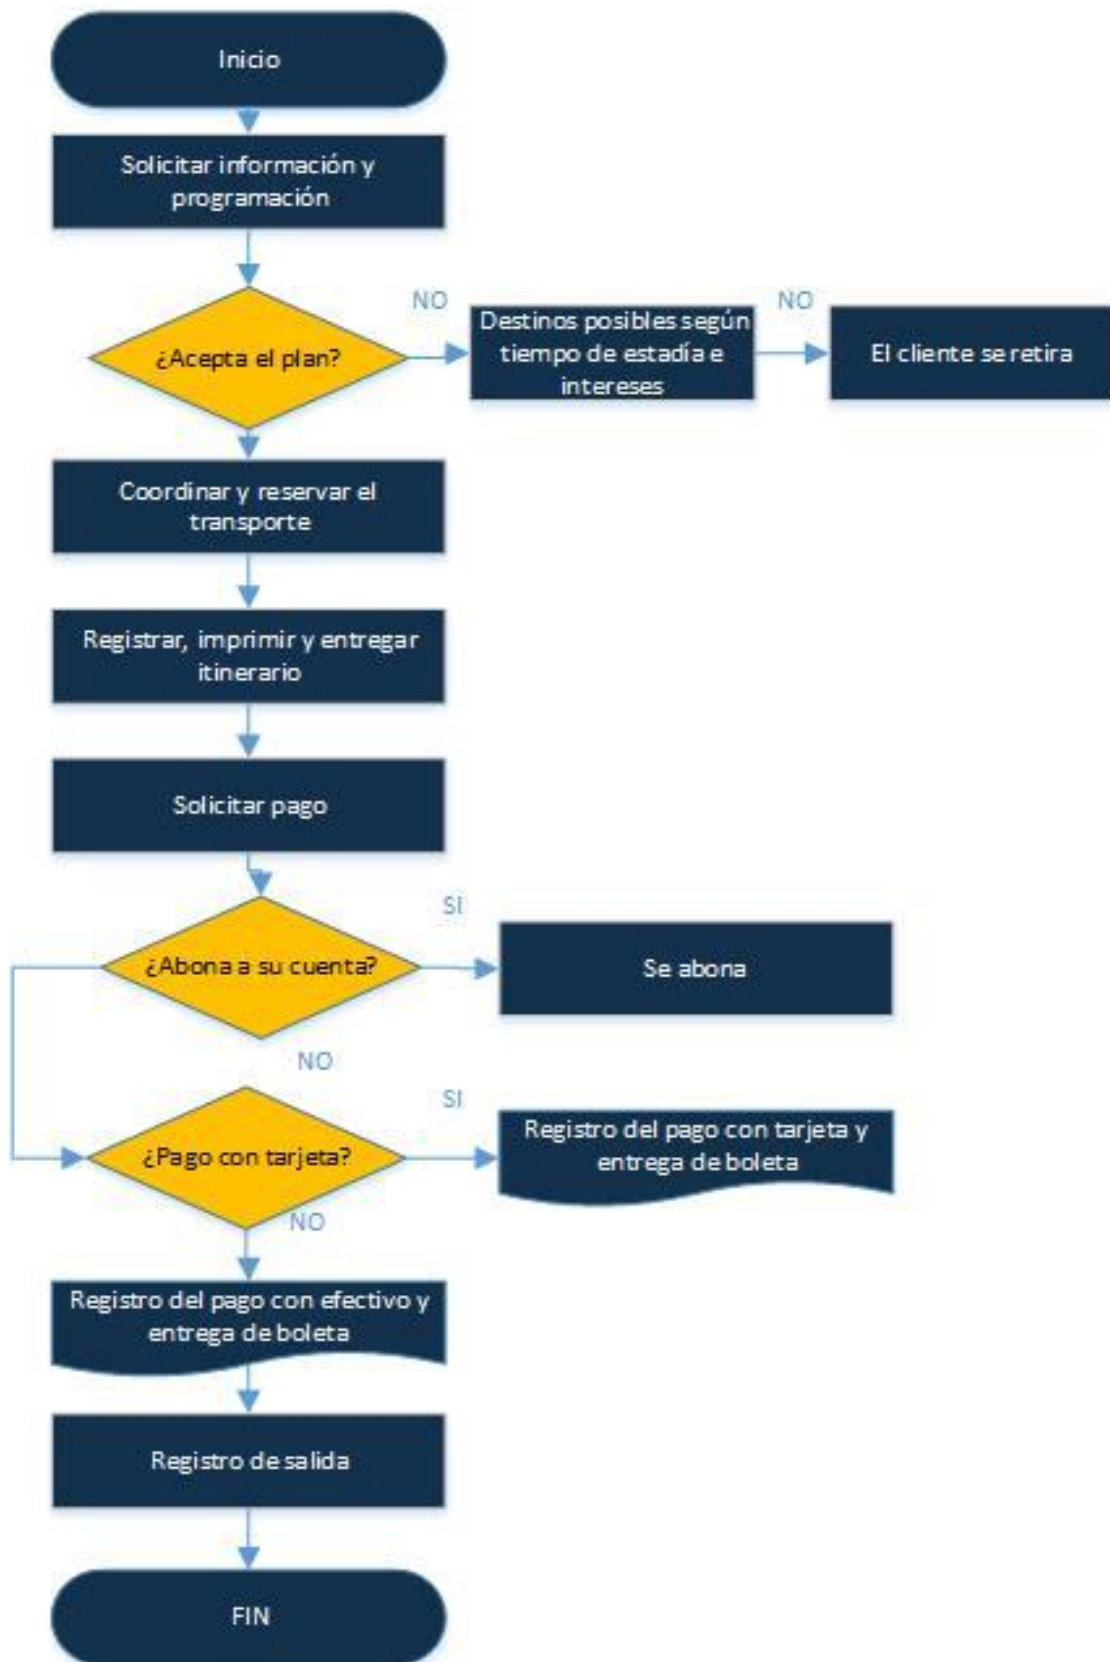 Inicio
Solicitar información y
programación
NO
NO
¿Acepta el plan?
Destinos posibles según
tiempo de estadía e
intereses
El cliente se retira
Coordinar y reservar el
transporte
Registrar, imprimir y entregar
itinerario
Solicitar pago
SI
¿Abona a su cuenta?
Se abona
NO
SI
¿Pago con tarjeta?
Registro del pago con tarjeta y
entrega de boleta
NO
Registro del pago con efectivo y
entrega de boleta
Registro de salida
FIN